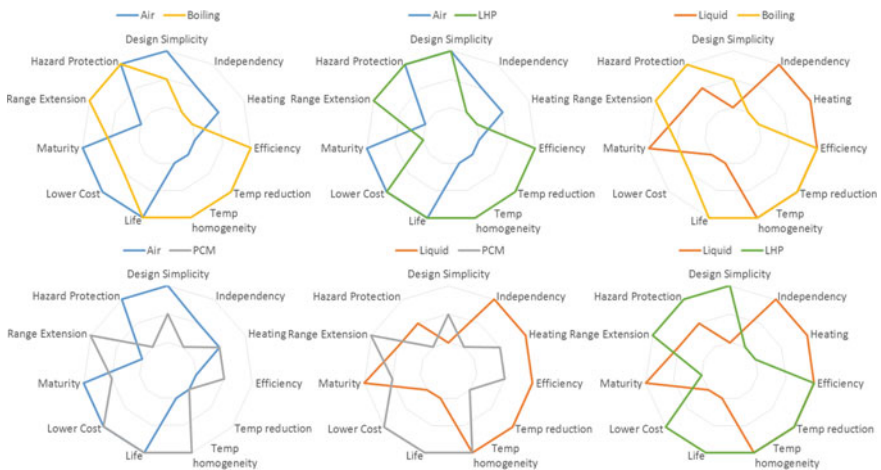 Air Boiling
Design Simplicity
Hazard Protection
Independency
Range Extension
Heating
Maturity
Efficiency
Lower Cost
Temp reduction
Life
Temp
homogeneity
Air LHP
Design Simplicity
Hazard Protection
Independency
Range Extension
Heating
Maturity
Efficiency
Lower Cost
Temp reduction
Life
Temp
homogeneity
Liquid Boiling
Design Simplicity
Hazard Protection
Independency
Range Extension
Heating
Maturity
Efficiency
Lower Cost
Temp reduction
Life
Temp
homogeneity
Air PCM
Design Simplicity
Hazard Protection
Independency
Range Extension
Heating
Maturity
Efficiency
Lower Cost
Temp reduction
Life
Temp
homogeneity
Liquid PCM
Design Simplicity
Hazard Protection
Independency
Range Extension
Heating
Maturity
Efficiency
Lower Cost
Temp reduction
Life
Temp
homogeneity
Liquid LHP
Design Simplicity
Hazard Protection
Independency
Range Extension
Heating
Maturity
Efficiency
Lower Cost
Temp reduction
Life
Temp
homogeneity